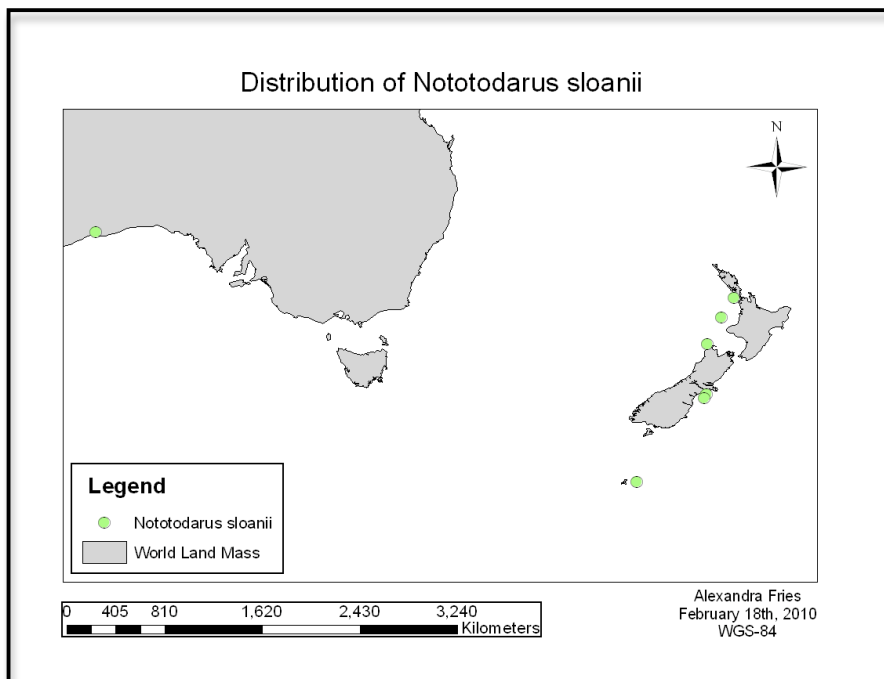 Distribution of Nototodarus sloanii
N
Legend
Nototodarus sloanii
World Land Mass
0 405 810 1,620 2,430 3,240
Kilometers
Alexandra Fries
February 18th, 2010
WGS-84